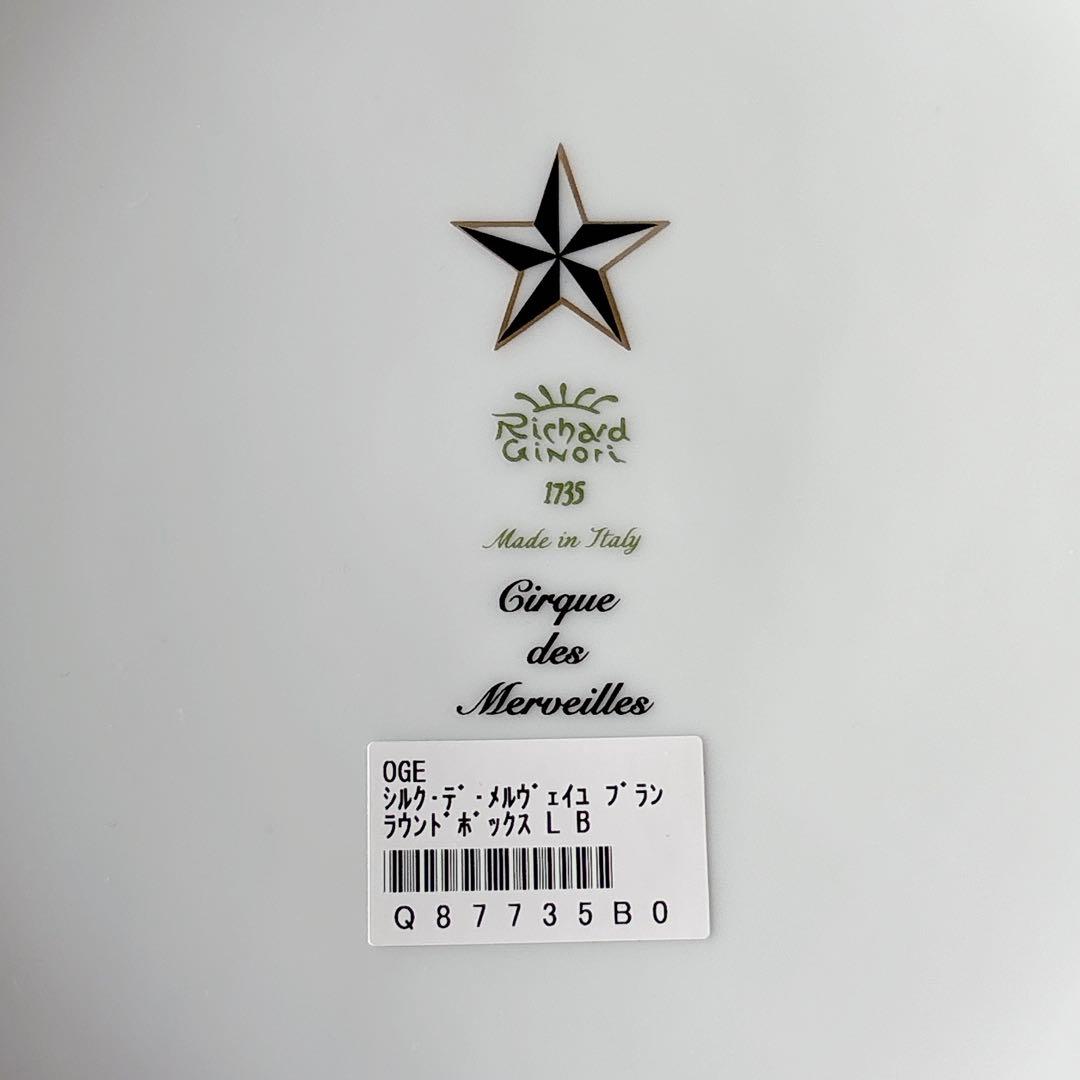 Richard
Ginori
1735
Made in Italy
Cirque
des
Merveilles
OGE
ｼﾙｸ･ﾃﾞ･ﾒﾙｳﾞｪｲﾕ ﾌﾞﾗﾝ
ﾗｳﾝﾄﾞﾎﾞｯｸｽ L B
Q87735B0